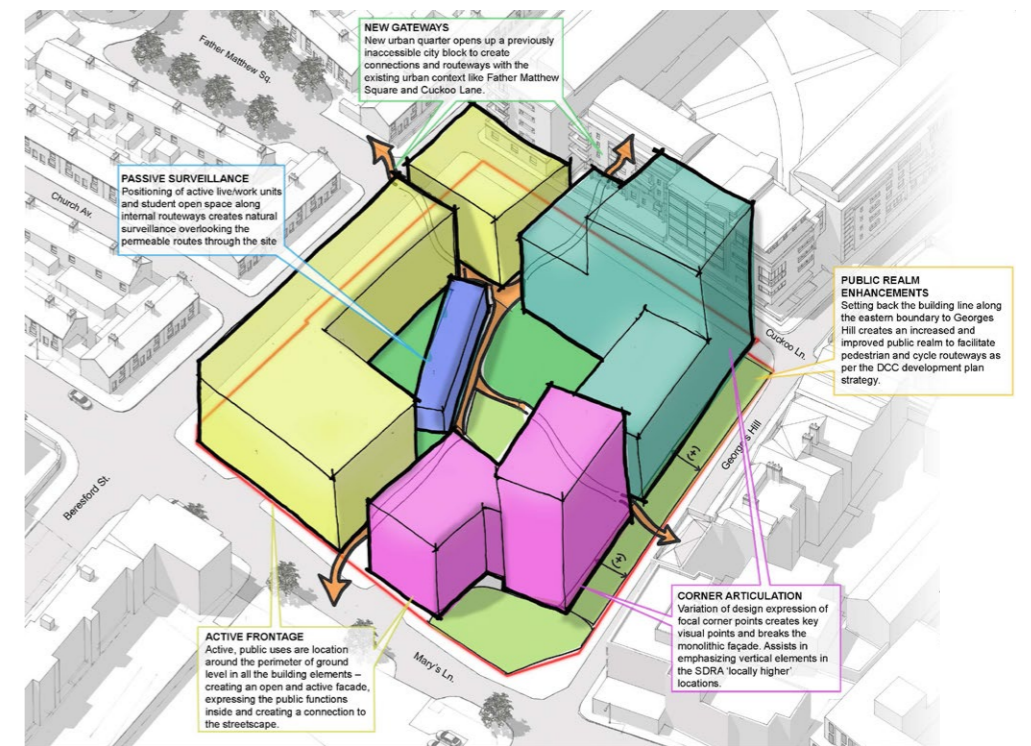 NEW GATEWAYS
New urban quarter opens up a previously
inaccessible city block to create
connections and routeways with the
existing urban context like Father Matthew
Square and Cuckoo Lane.
Father Matthew Sq.
PASSIVE SURVEILLANCE
Positioning of active live/work units
and student open space along
internal routeways creates natural
surveillance overlooking the
permeable routes through the site
Church Av.
PUBLIC REALM
ENHANCEMENTS
Setting back the building line along
the eastern boundary to Georges
Hill creates an increased and
improved public realm to facilitate
pedestrian and cycle routeways as
per the DCC development plan
strategy.
Cuckoo Ln.
Georges Hill
(+)
(+)
Beresford St.
CORNER ARTICULATION
Variation of design expression of
focal corner points creates key
visual points and breaks the
monolithic façade. Assists in
emphasizing vertical elements in
the SDRA ‘locally higher’
locations.
ACTIVE FRONTAGE
Active, public uses are location
around the perimeter of ground
level in all the building elements –
creating an open and active facade,
expressing the public functions
inside and creating a connection to
the streetscape.
Mary's Ln.